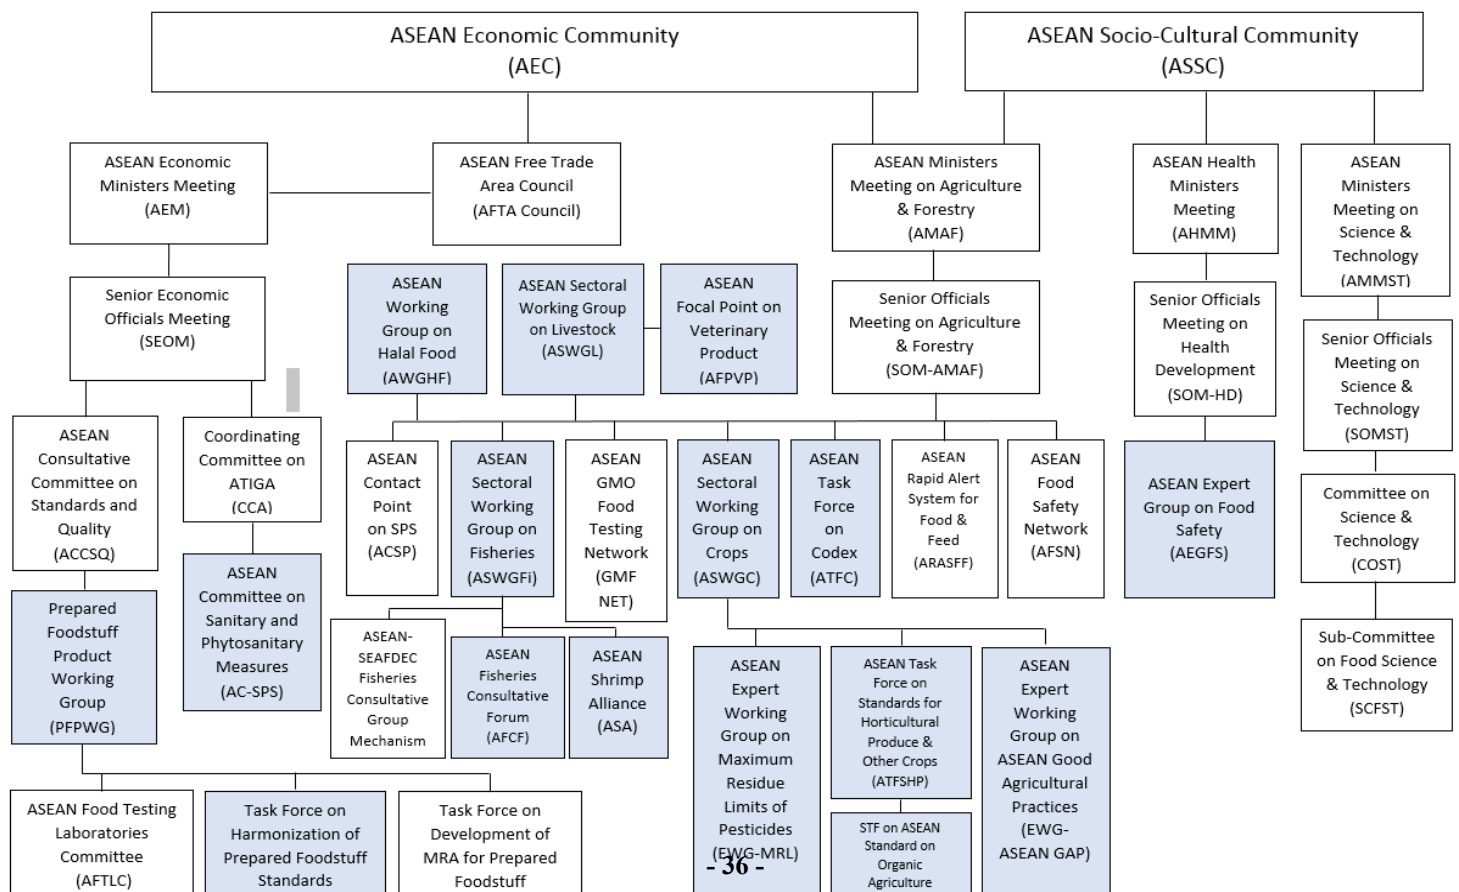 ASEAN Economic Community
(AEC)
ASEAN Socio-Cultural Community
(ASSC)
ASEAN Economic
Ministers Meeting
(AEM)
ASEAN Free Trade
Area Council
(AFTA Council)
ASEAN Ministers
Meeting on Agriculture
& Forestry
(AMAF)
ASEAN Health
Ministers
Meeting
(AHMM)
ASEAN
Ministers
Meeting on
Science &
Technology
(AMMST)
Senior Economic
Officials Meeting
(SEOM)
ASEAN
Working
Group on
Halal Food
(AWGHF)
ASEAN Sectoral
Working Group
on Livestock
(ASWGL)
ASEAN
Focal Point on
Veterinary
Product
(AFPVP)
Senior Officials
Meeting on Agriculture
& Forestry
(SOM-AMAF)
Senior Officials
Meeting on
Health
Development
(SOM-HD)
Senior Officials
Meeting on
Science &
Technology
(SOMST)
ASEAN
Consultative
Committee on
Standards and
Quality
(ACCSQ)
Coordinating
Committee on
ATIGA
(CCA)
ASEAN
Contact
Point
on SPS
(ACSP)
ASEAN
Sectoral
Working
Group on
Fisheries
(ASWGFi)
ASEAN
GMO
Food
Testing
Network
(GMF
NET)
ASEAN
Sectoral
Working
Group on
Crops
(ASWGC)
ASEAN
Task
Force
on
Codex
(ATFC)
ASEAN
Rapid Alert
System for
Food &
Feed
(ARASFF)
ASEAN
Food
Safety
Network
(AFSN)
ASEAN Expert
Group on Food
Safety
(AEGFS)
Committee on
Science &
Technology
(COST)
Prepared
Foodstuff
Product
Working
Group
(PFPWG)
ASEAN
Committee on
Sanitary and
Phytosanitary
Measures
(AC-SPS)
ASEAN-
SEAFDEC
Fisheries
Consultative
Group
Mechanism
ASEAN
Fisheries
Consultative
Forum
(AFCF)
ASEAN
Shrimp
Alliance
(ASA)
ASEAN
Expert
Working
Group on
Maximum
Residue
Limits of
Pesticides
(EWG-MRL)
ASEAN Task
Force on
Standards for
Horticultural
Produce &
Other Crops
(ATFSHP)
ASEAN
Expert
Working
Group on
ASEAN Good
Agricultural
Practices
(EWG-
ASEAN GAP)
Sub-Committee
on Food Science
& Technology
(SCFST)
ASEAN Food Testing
Laboratories
Committee
(AFTLC)
Task Force on
Harmonization of
Prepared Foodstuff
Standards
Task Force on
Development of
MRA for Prepared
Foodstuff
STF on ASEAN
Standard on
Organic
Agriculture
- 36 -